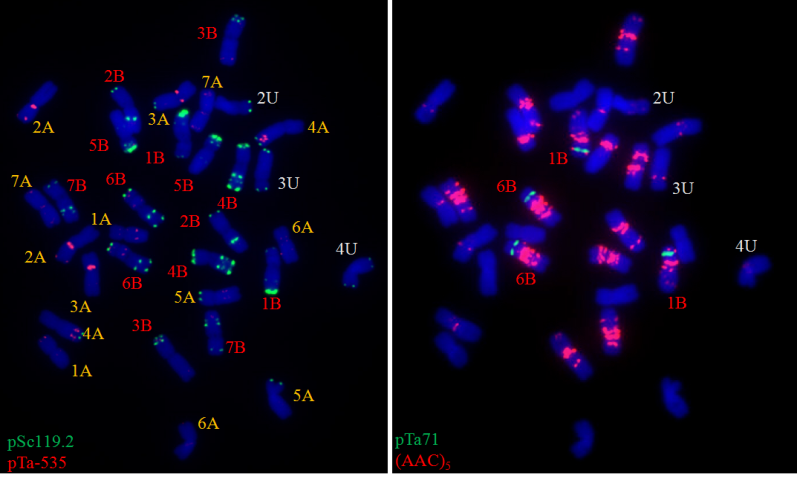 3B
2B
7A
2U
2A
3A
4A
5B
1B
5B
3U
4B
7A
7B
6B
1A
2B
6A
2A
6B
4B
4U
3A
5A
1B
4A
3B
7B
1A
5A
6A
pSc119.2
pTa-535
2U
1B
3U
6B
4U
6B
1B
pTa71
(AAC)5